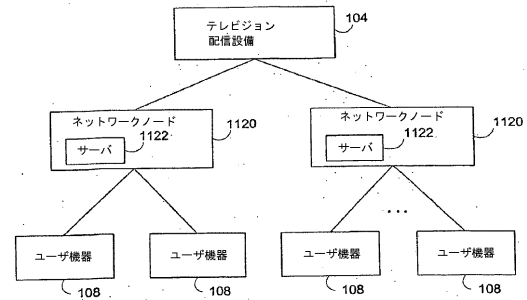 テレビジョン
配信設備
104
ネットワークノード
1120
サーバ
1122
ネットワークノード
1120
サーバ
1122
...
ユーザ機器
108
ユーザ機器
108
ユーザ機器
108
ユーザ機器
108